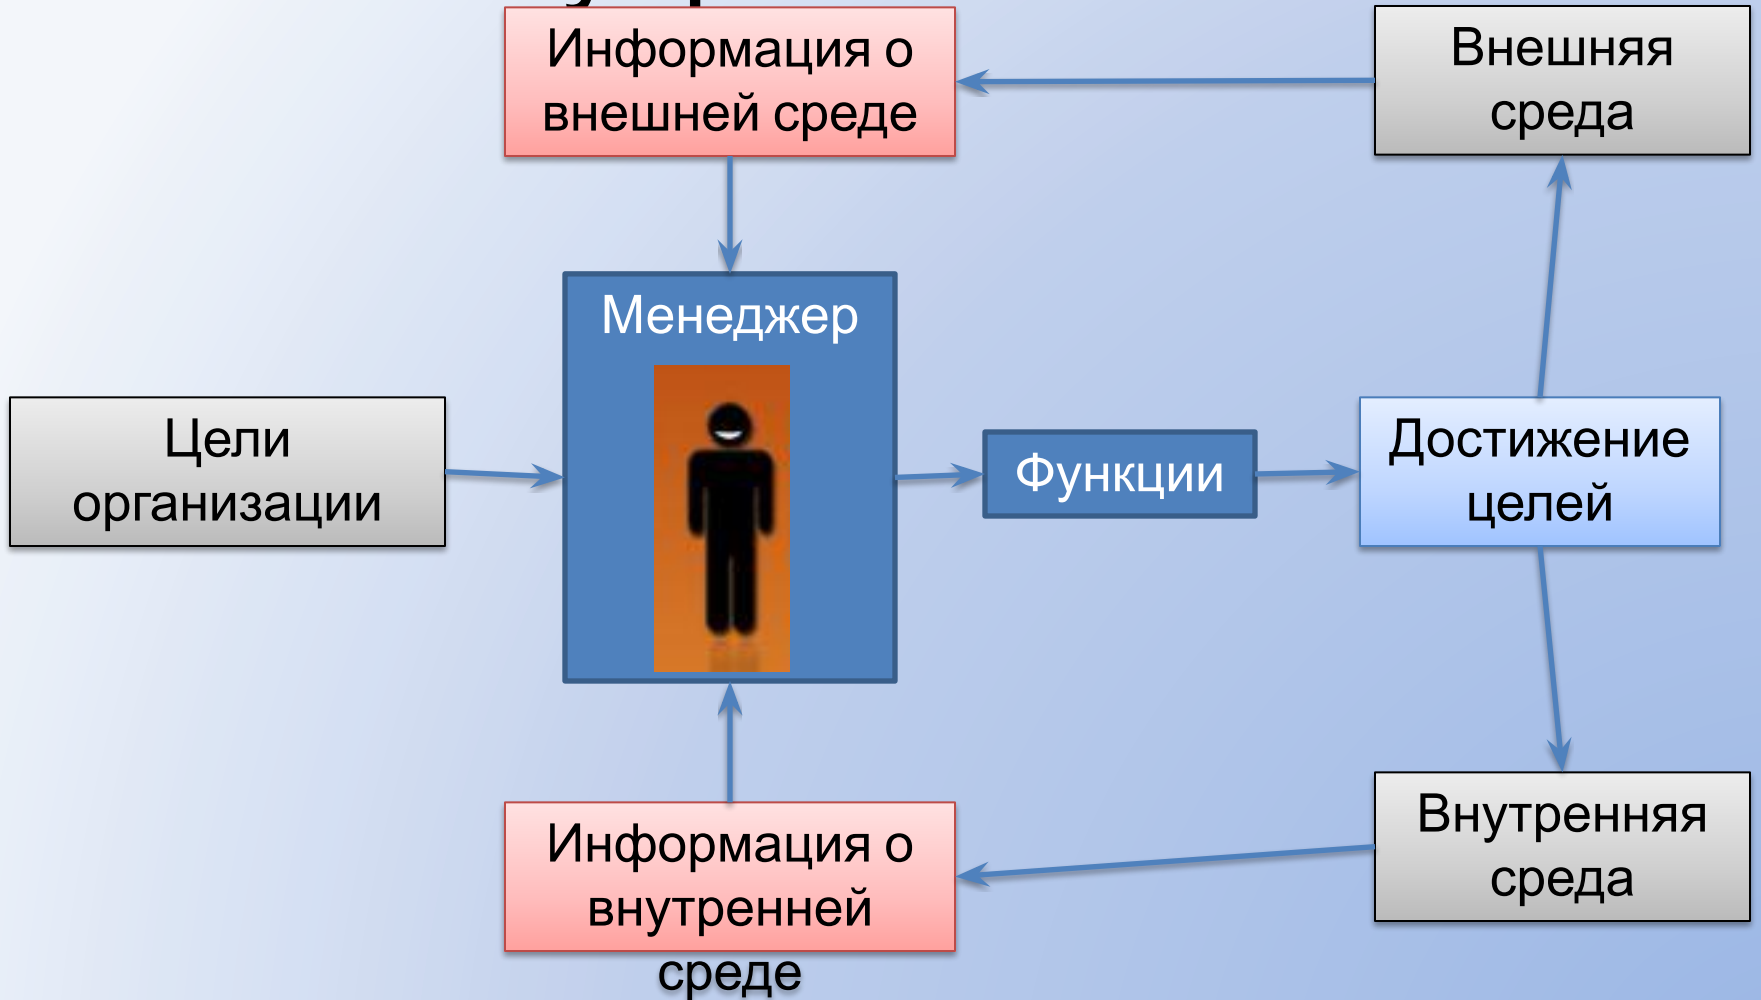 Информация о
внешней среде
Внешняя
среда
Менеджер
Цели
организации
Функции
Достижение
целей
Информация о
внутренней
среде
Внутренняя
среда